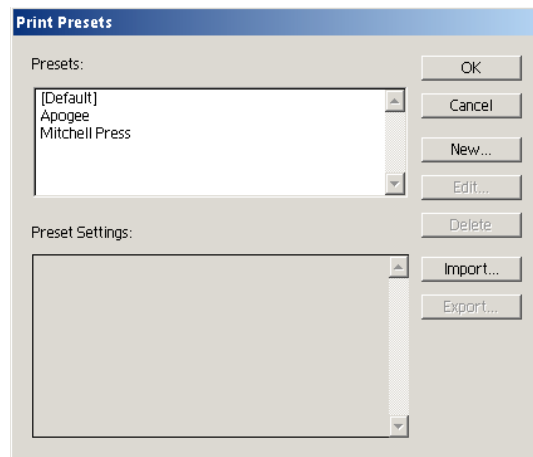 Print Presets
Presets:
[Default]
Apogee
Mitchell Press
OK
Cancel
New...
Edit...
Delete
Preset Settings:
Import...
Export...